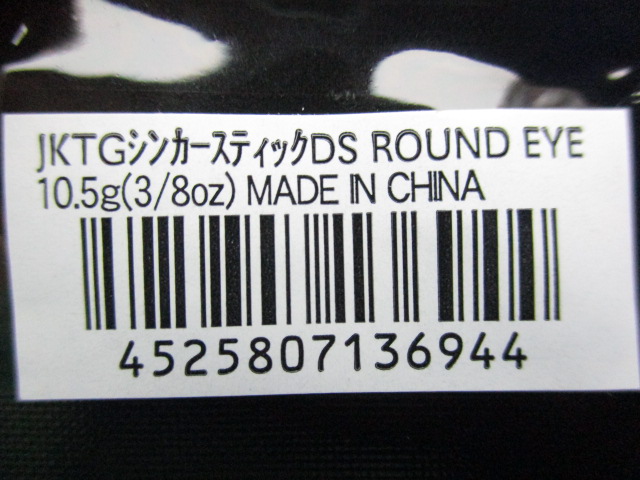 JKTGｼﾝｶｰｽﾃｨｯｸDS ROUND EYE
10.5g(3/8oz) MADE IN CHINA
4525807136944